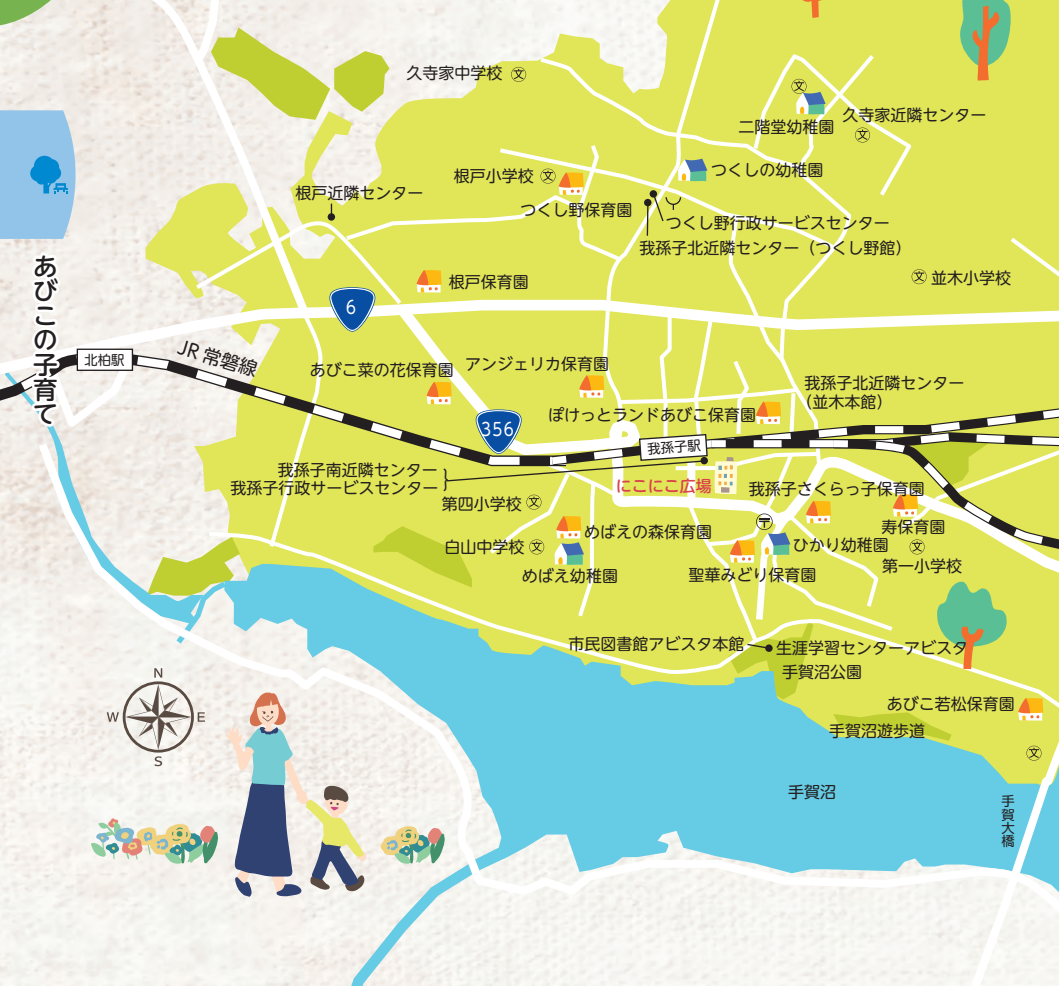 久寺家中学校 文
文
二階堂幼稚園
久寺家近隣センター
文
根戸小学校 文
つくしの幼稚園
根戸近隣センター
つくし野保育園
つくし野行政サービスセンター
我孫子北近隣センター（つくし野館）
あびこの子育て
根戸保育園
文 並木小学校
6
北柏駅
JR 常磐線
あびこ菜の花保育園
アンジェリカ保育園
我孫子北近隣センター
（並木本館）
ぽけっとランドあびこ保育園
356
我孫子駅
我孫子南近隣センター
我孫子行政サービスセンター
にこにこ広場
我孫子さくらっ子保育園
第四小学校 文
寿保育園
〒
めばえの森保育園
ひかり幼稚園
白山中学校 文
文
第一小学校
めばえ幼稚園
聖華みどり保育園
市民図書館アビスタ本館
生涯学習センターアビスタ
手賀沼公園
あびこ若松保育園
手賀沼遊歩道
文
手賀沼
手賀大橋
N
W
E
S